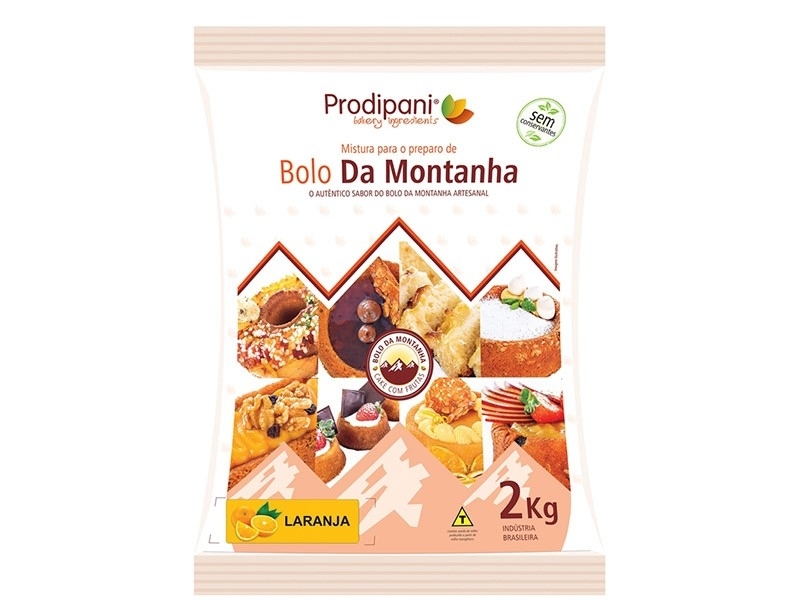 Prodipani®
bakery ingredients
sem
conservantes
Mistura para o preparo de
Bolo Da Montanha
O AUTÊNTICO SABOR DO BOLO DA MONTANHA ARTESANAL
BOLO DA MONTANHA
CAKE COM FRUTAS
LARANJA
T
2Kg
INDÚSTRIA
BRASILEIRA